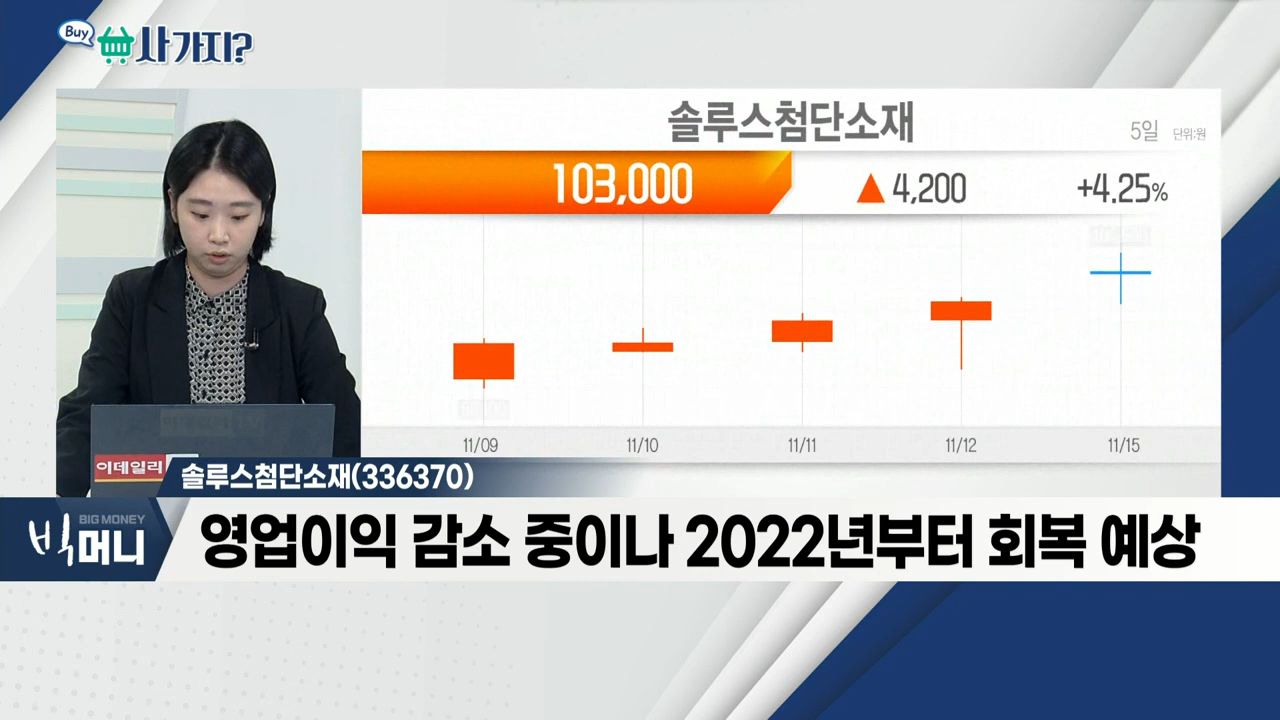 Buy
사가지?
솔루스첨단소재
5일 단위:원
103,000 ▲4,200 +4.25%
11/09 11/10 11/11 11/12 11/15
이데일리
솔루스첨단소재(336370)
BIG MONEY
빅머니
영업이익 감소 중이나 2022년부터 회복 예상